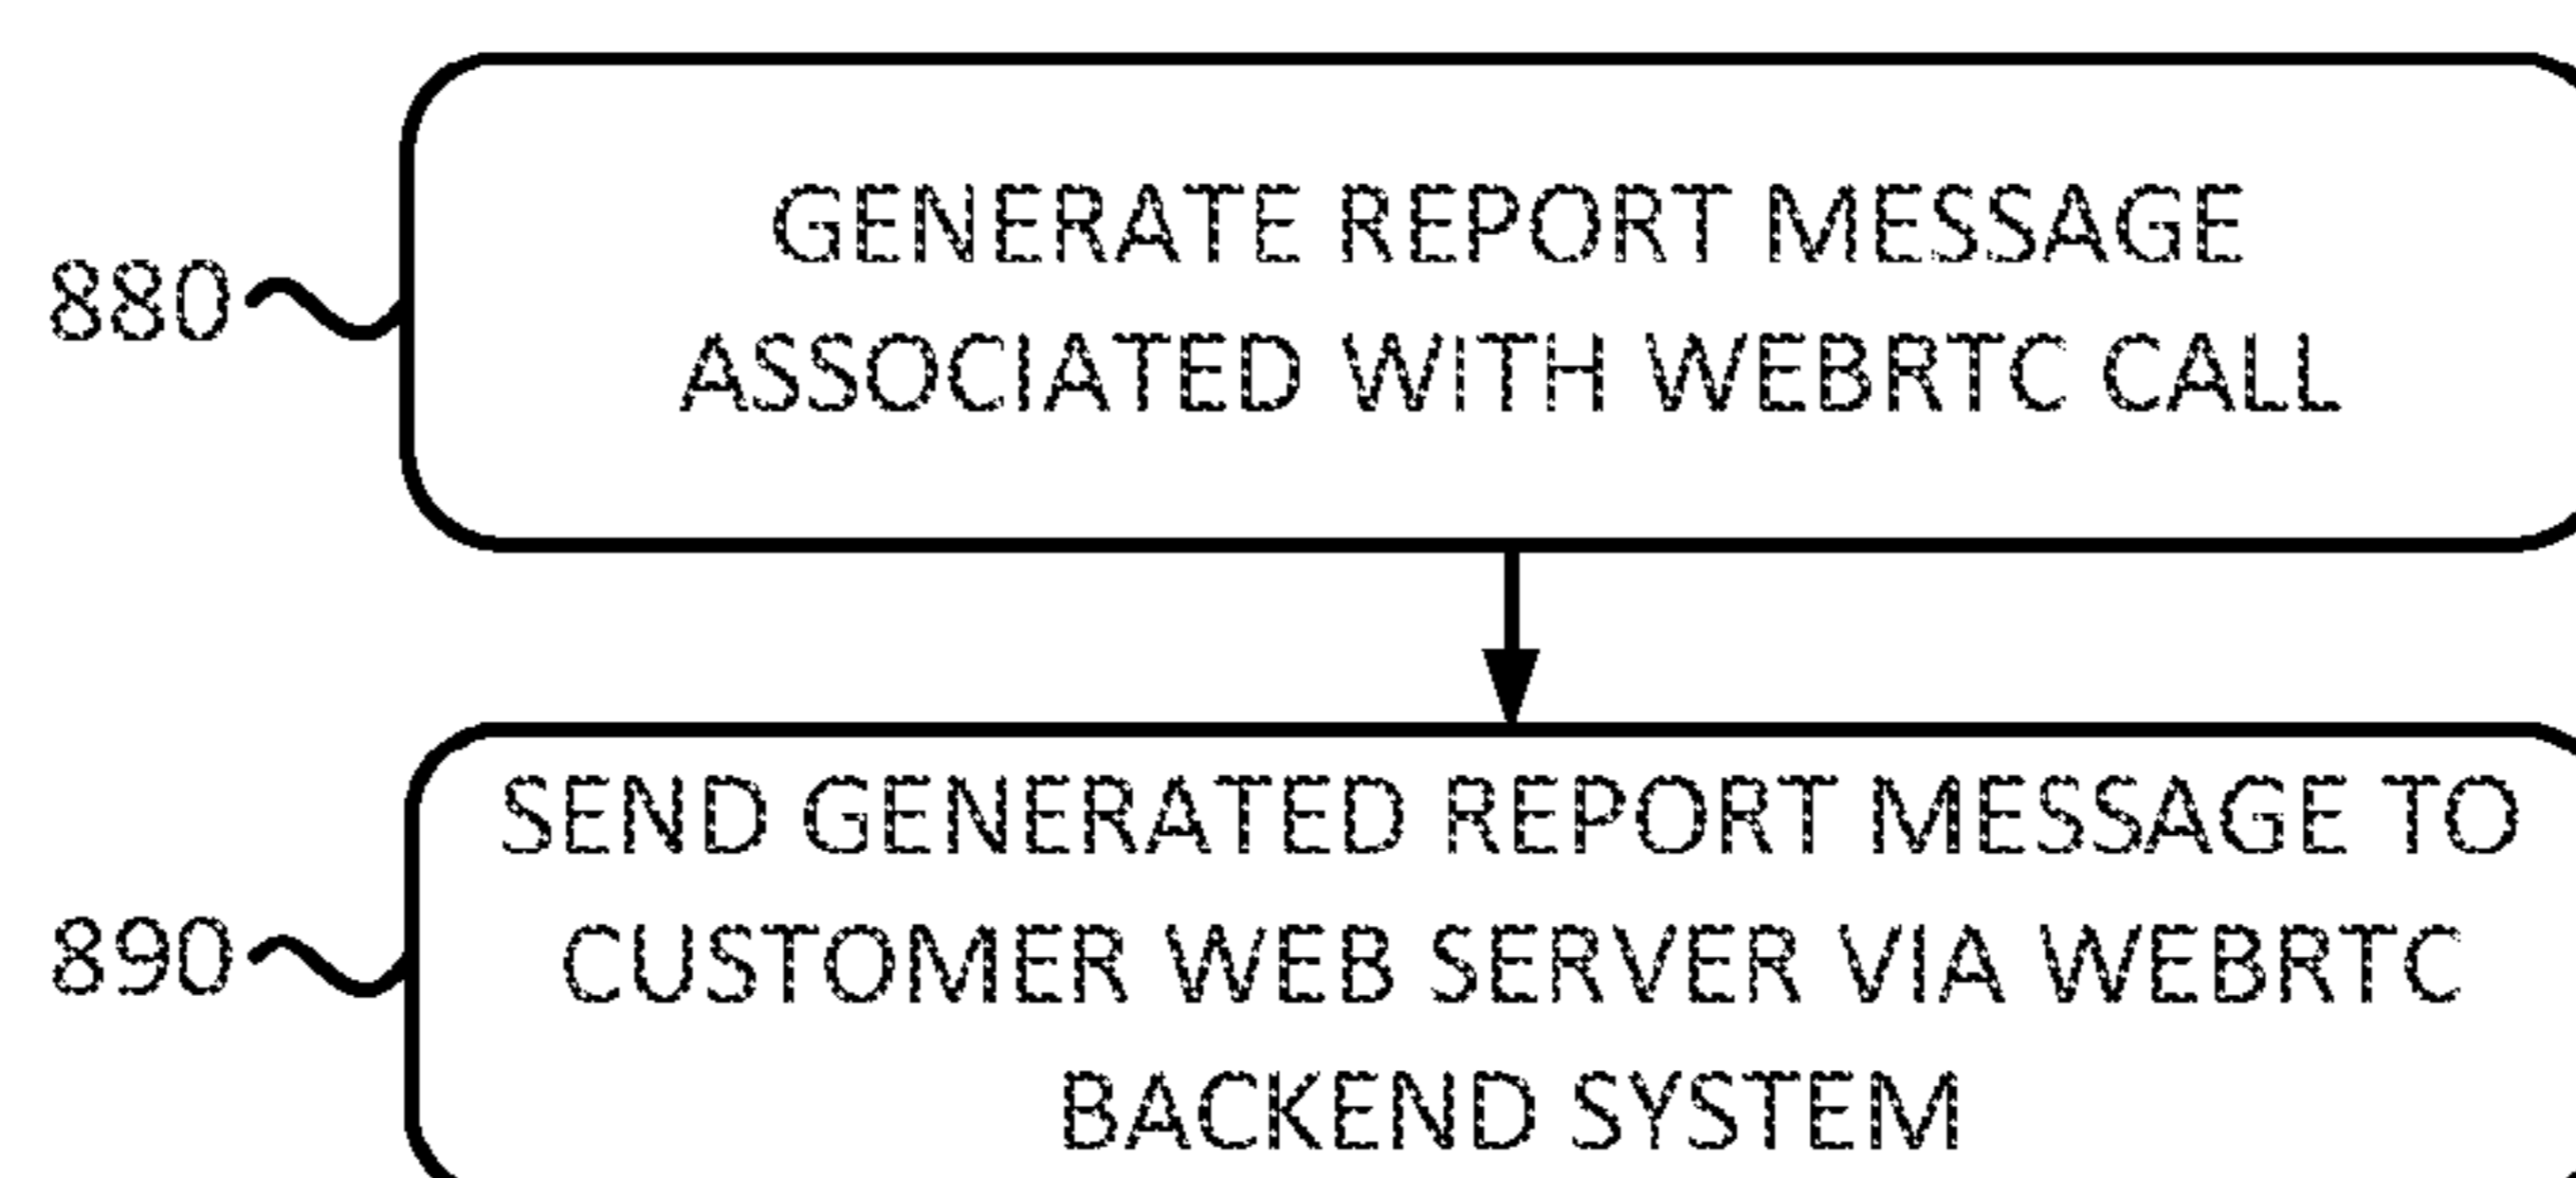 880
GENERATE REPORT MESSAGE
ASSOCIATED WITH WEBRTC CALL
890
SEND GENERATED REPORT MESSAGE TO
CUSTOMER WEB SERVER VIA WEBRTC
BACKEND SYSTEM